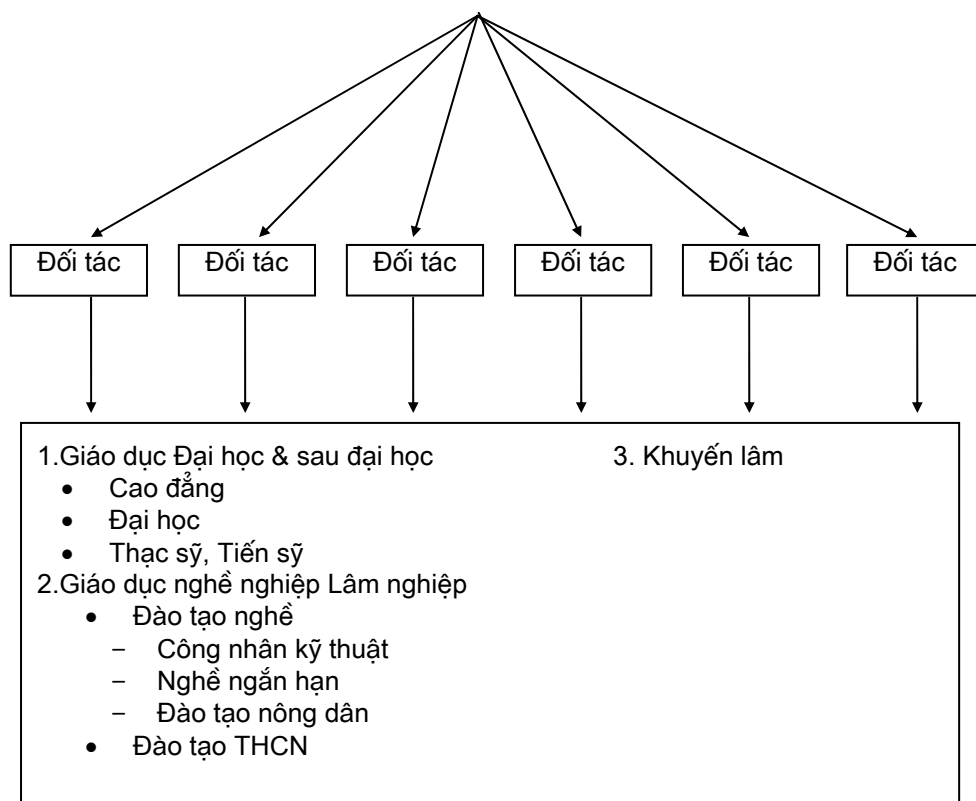 Đối tác Đối tác Đối tác Đối tác Đối tác Đối tác
1.Giáo dục Đại học & sau đại học
• Cao đẳng
• Đại học
• Thạc sỹ, Tiến sỹ
2.Giáo dục nghề nghiệp Lâm nghiệp
• Đào tạo nghề
– Công nhân kỹ thuật
– Nghề ngắn hạn
– Đào tạo nông dân
• Đào tạo THCN
3. Khuyến lâm